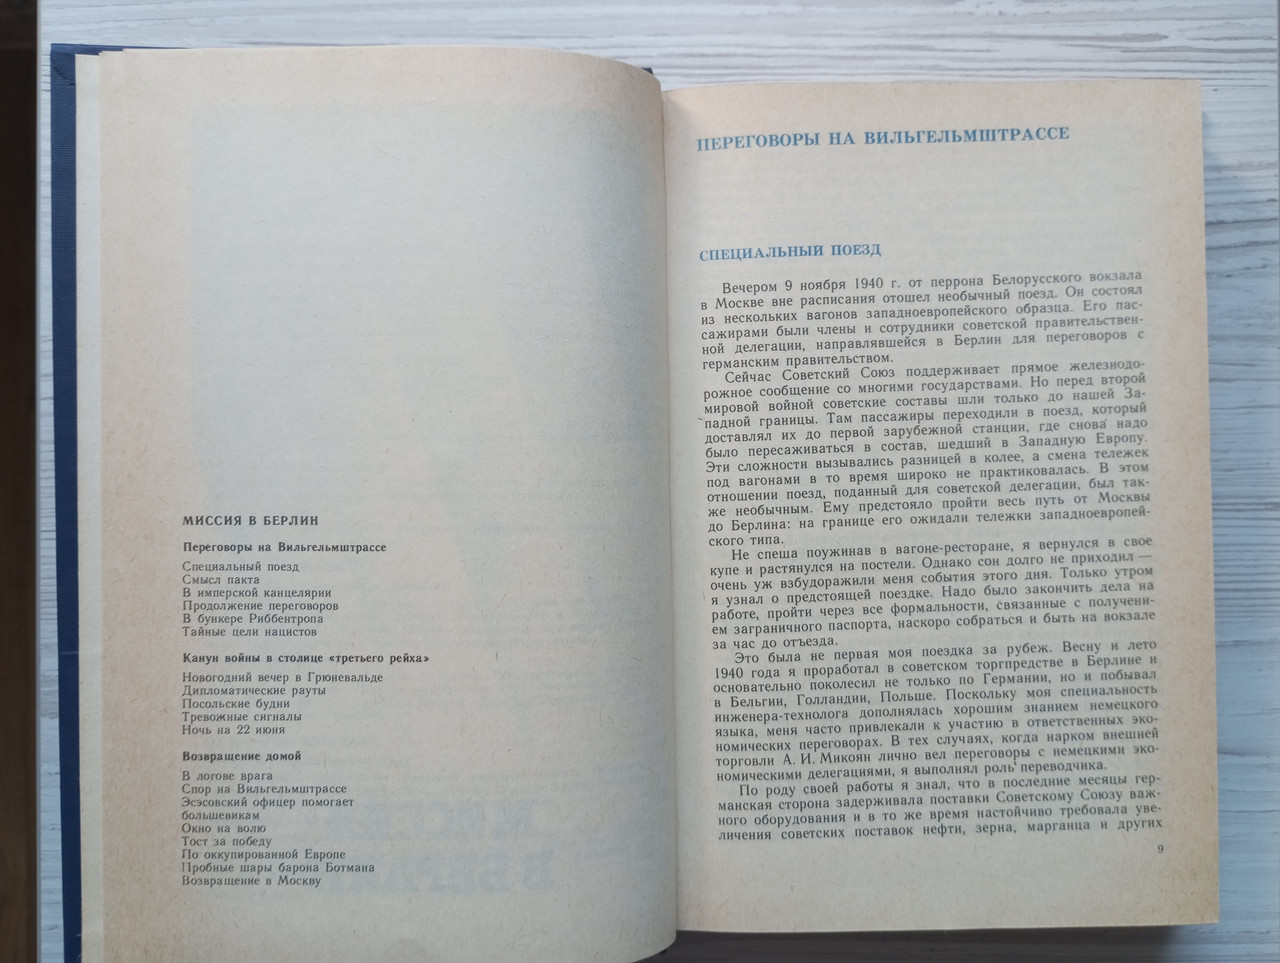 МИССИЯ В БЕРЛИН
Переговоры на Вильгельмштрассе
Специальный поезд
Смысл пакта
В имперской канцелярии
Продолжение переговоров
В бункере Риббентропа
Тайные цели нацистов
Канун войны в столице «третьего рейха»
Новогодний вечер в Грюневальде
Дипломатические рауты
Посольские будни
Тревожные сигналы
Ночь на 22 июня
Возвращение домой
В логове врага
Спор на Вильгельмштрассе
Эсэсовский офицер помогает
большевикам
Окно на волю
Тост за победу
По оккупированной Европе
Пробные шары барона Ботмана
Возвращение в Москву
ПЕРЕГОВОРЫ НА ВИЛЬГЕЛЬМШТРАССЕ
СПЕЦИАЛЬНЫЙ ПОЕЗД
Вечером 9 ноября 1940 г. от перрона Белорусского вокзала
в Москве вне расписания отошел необычный поезд. Он состоял
из нескольких вагонов западноевропейского образца. Его пас-
сажирами были члены и сотрудники советской правительствен-
ной делегации, направлявшейся в Берлин для переговоров с
германским правительством.
Сейчас Советский Союз поддерживает прямое железнодо-
рожное сообщение со многими государствами. Но перед второй
мировой войной советские составы шли только до нашей За-
падной границы. Там пассажиры переходили в поезд, который
доставлял их до первой зарубежной станции, где снова надо
было пересаживаться в состав, шедший в Западную Европу.
Эти сложности вызывались разницей в колее, а смена тележек
под вагонами в то время широко не практиковалась. В этом
отношении поезд, поданный для советской делегации, был так-
же необычным. Ему предстояло пройти весь путь от Москвы
до Берлина: на границе его ожидали тележки западноевропей-
ского типа.
Не спеша поужинав в вагоне-ресторане, я вернулся в свое
купе и растянулся на постели. Однако сон долго не приходил —
очень уж взбудоражили меня события этого дня. Только утром
я узнал о предстоящей поездке. Надо было закончить дела на
работе, пройти через все формальности, связанные с получени-
ем заграничного паспорта, наскоро собраться и быть на вокзале
за час до отъезда.
Это была не первая моя поездка за рубеж. Весну и лето
1940 года я проработал в советском торгпредстве в Берлине и
основательно поколесил не только по Германии, но и побывал
в Бельгии, Голландии, Польше. Поскольку моя специальность
инженера-технолога дополнялась хорошим знанием немецкого
языка, меня часто привлекали к участию в ответственных эко-
номических переговорах. В тех случаях, когда нарком внешней
торговли А. И. Микоян лично вел переговоры с немецкими эко-
номическими делегациями, я выполнял роль переводчика.
По роду своей работы я знал, что в последние месяцы гер-
манская сторона задерживала поставки Советскому Союзу важ-
ного оборудования и в то же время настойчиво требовала уве-
личения советских поставок нефти, зерна, марганца и других
9